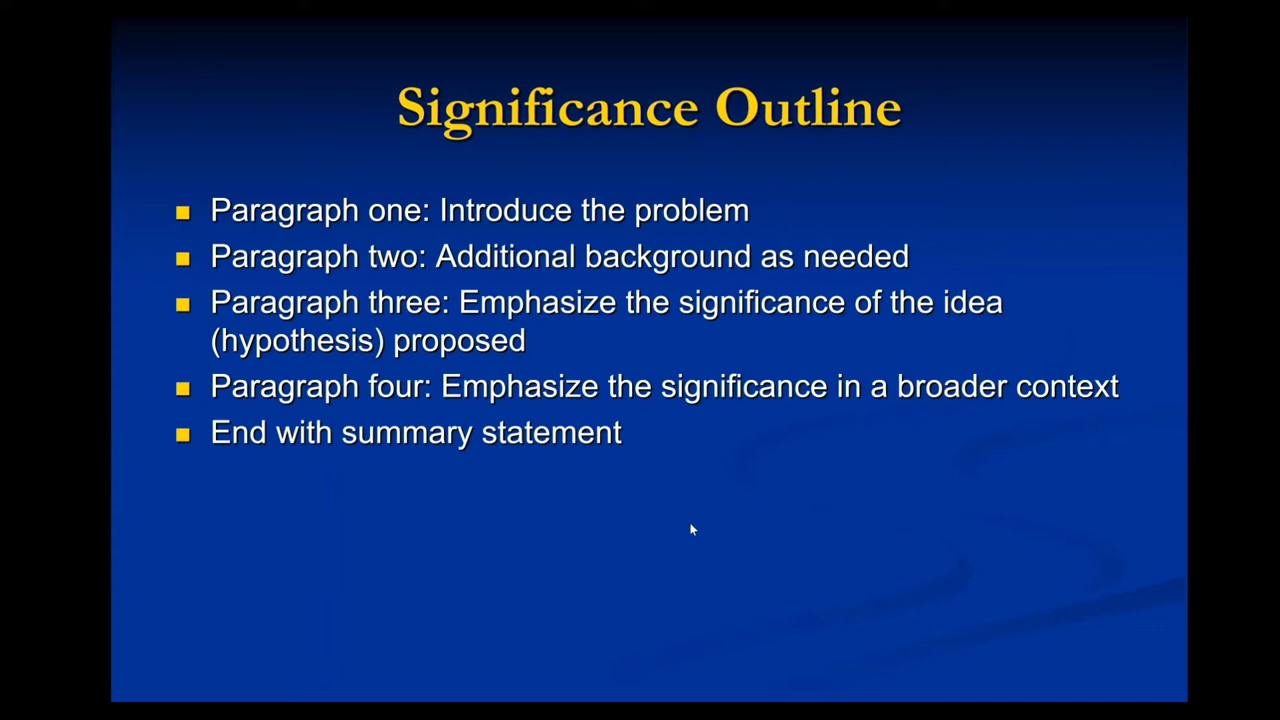 Significance Outline
Paragraph one: Introduce the problem
Paragraph two: Additional background as needed
Paragraph three: Emphasize the significance of the idea
(hypothesis) proposed
Paragraph four: Emphasize the significance in a broader context
End with summary statement